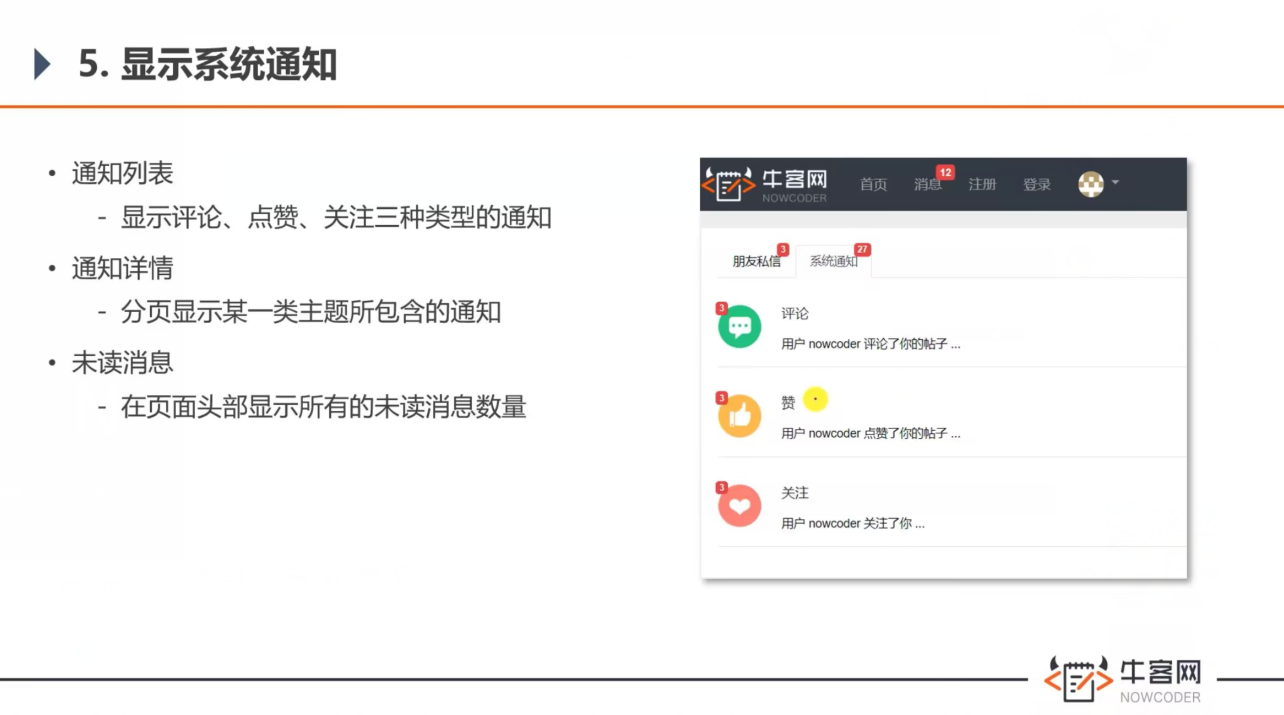 5. 显示系统通知
• 通知列表
- 显示评论、点赞、关注三种类型的通知
• 通知详情
- 分页显示某一类主题所包含的通知
• 未读消息
- 在页面头部显示所有的未读消息数量
牛客网
NOWCODER
首页 消息 12 注册 登录
朋友私信 3 系统通知 27
3
评论
用户 nowcoder 评论了你的帖子 ...
3
赞
用户 nowcoder 点赞了你的帖子 ...
3
关注
用户 nowcoder 关注了你 ...
牛客网
NOWCODER